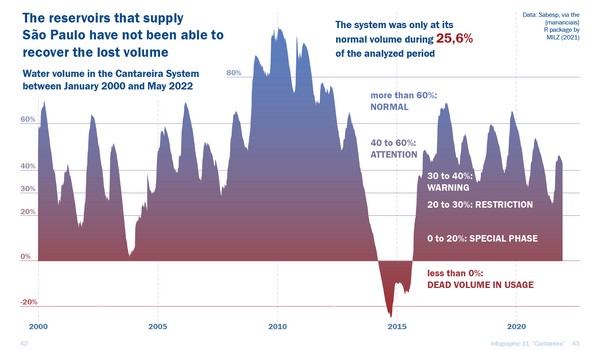 The reservoirs that supply
São Paulo have not been able to
recover the lost volume
Water volume in the Cantareira System
between January 2000 and May 2022
The system was only at its
normal volume during 25,6%
of the analyzed period
Data: Sabesp, via the
{mananciais}
R package by
MILZ (2021)
80%
60%
40%
30%
20%
0%
-20%
more than 60%:
NORMAL
40 to 60%:
ATTENTION
30 to 40%:
WARNING
20 to 30%: RESTRICTION
0 to 20%: SPECIAL PHASE
less than 0%:
DEAD VOLUME IN USAGE
2000
2005
2010
2015
2020
42
Infographic 11: "Cantareira"
43